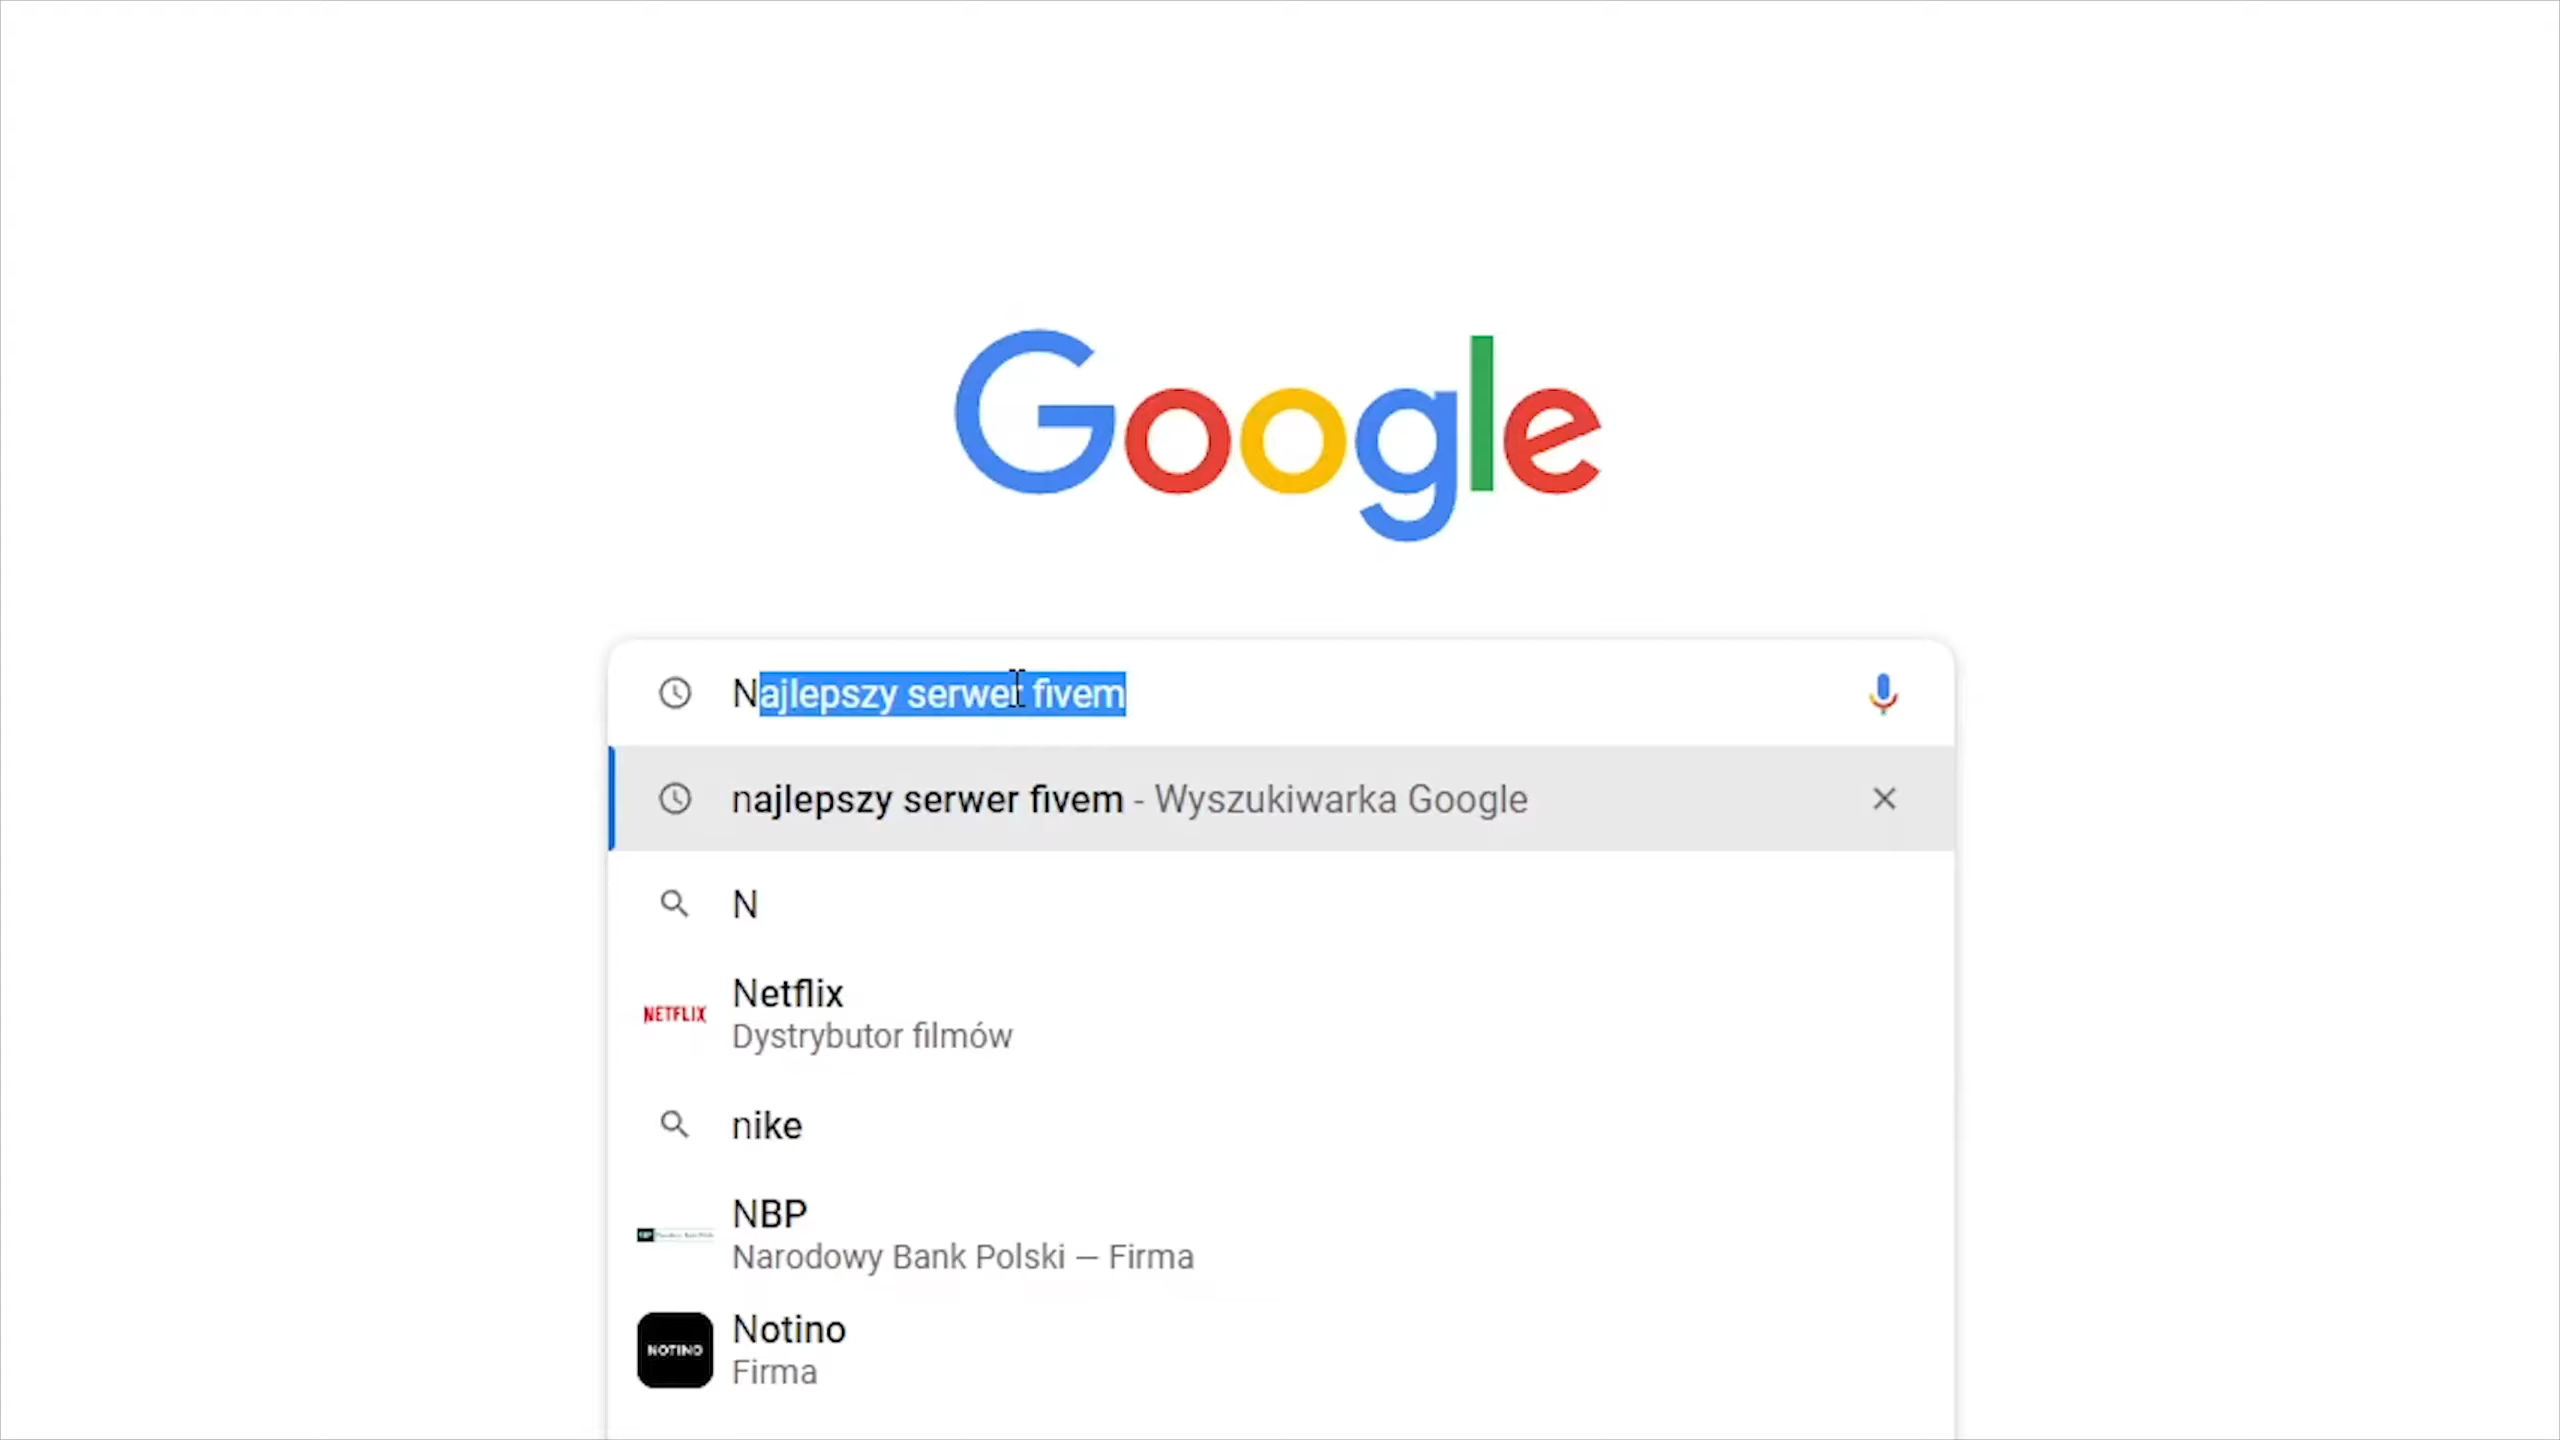 Google
Najlepszy serwer fivem
najlepszy serwer fivem - Wyszukiwarka Google
N
NETFLIX
Netflix
Dystrybutor filmów
nike
NBP
Narodowy Bank Polski — Firma
NOTINO
Notino
Firma